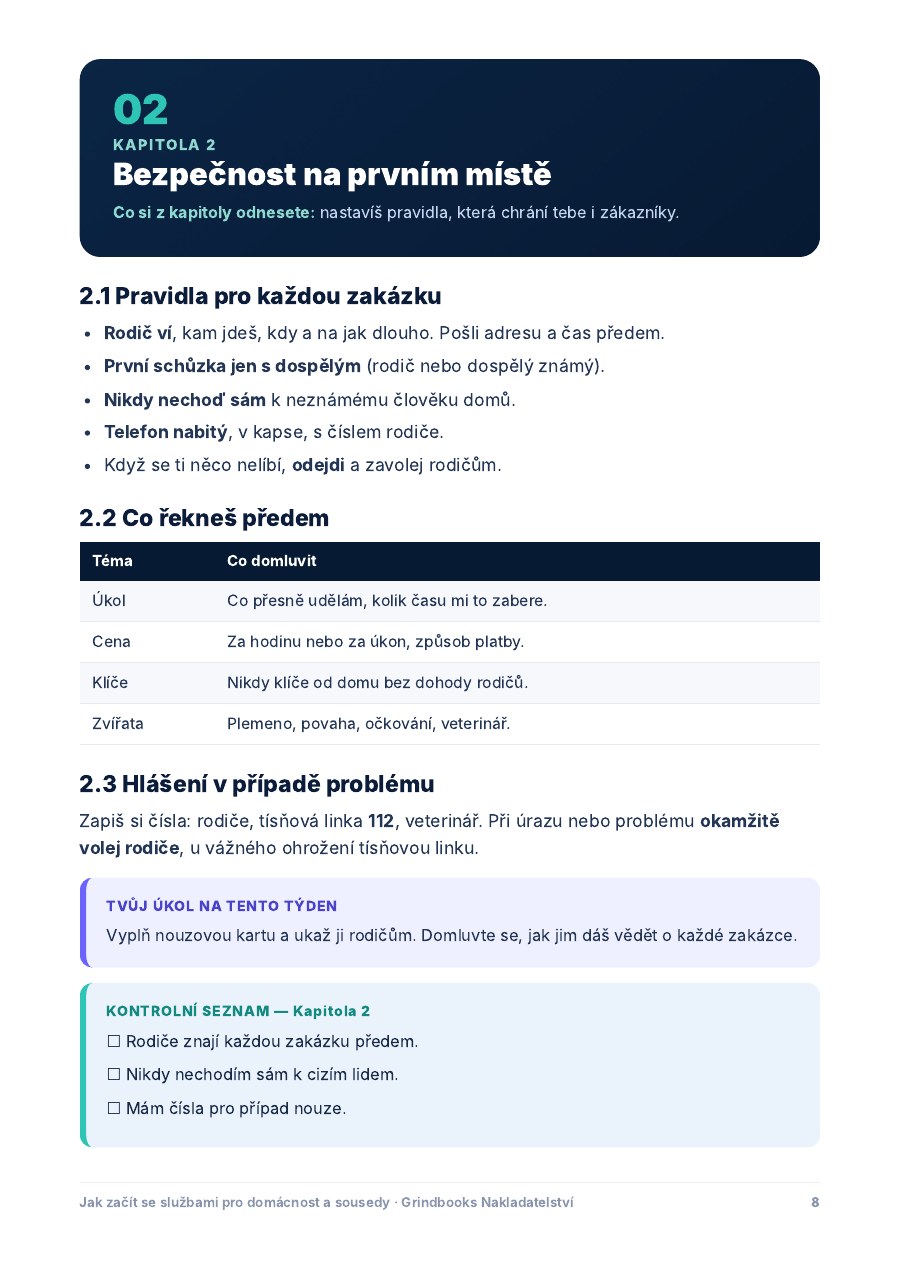 02
KAPITOLA 2
Bezpečnost na prvním místě
Co si z kapitoly odnesete: nastavíš pravidla, která chrání tebe i zákazníky.
2.1 Pravidla pro každou zakázku
• Rodič ví, kam jdeš, kdy a na jak dlouho. Pošli adresu a čas předem.
• První schůzka jen s dospělým (rodič nebo dospělý známý).
• Nikdy nechoď sám k neznámému člověku domů.
• Telefon nabitý, v kapse, s číslem rodiče.
• Když se ti něco nelíbí, odejdi a zavolej rodičům.
2.2 Co řekneš předem
Téma Co domluvit
Úkol Co přesně udělám, kolik času mi to zabere.
Cena Za hodinu nebo za úkon, způsob platby.
Klíče Nikdy klíče od domu bez dohody rodičů.
Zvířata Plemeno, povaha, očkování, veterinář.
2.3 Hlášení v případě problému
Zapiš si čísla: rodiče, tísňová linka 112, veterinář. Při úrazu nebo problému okamžitě
volej rodiče, u vážného ohrožení tísňovou linku.
TVŮJ ÚKOL NA TENTO TÝDEN
Vyplň nouzovou kartu a ukaž ji rodičům. Domluvte se, jak jim dáš vědět o každé zakázce.
KONTROLNÍ SEZNAM — Kapitola 2
☐ Rodiče znají každou zakázku předem.
☐ Nikdy nechodím sám k cizím lidem.
☐ Mám čísla pro případ nouze.
Jak začít se službami pro domácnost a sousedy · Grindbooks Nakladatelství 8